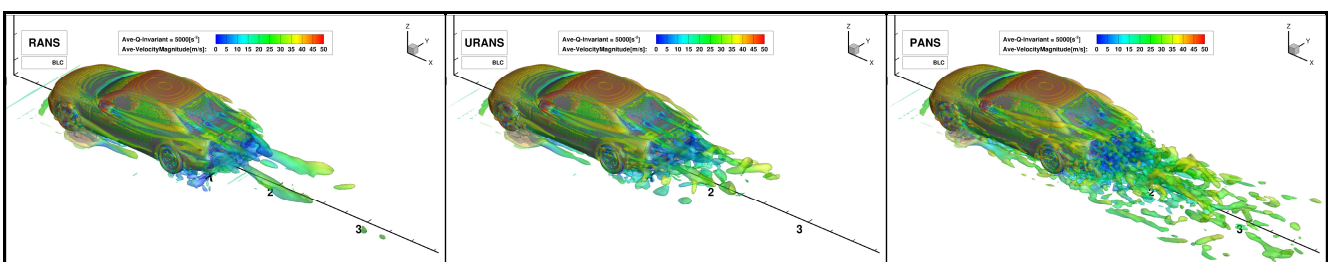 RANS
BLC
Ave-Q-Invariant = 5000[s⁻²]
Ave-VelocityMagnitude[m/s]: 0 5 10 15 20 25 30 35 40 45 50
Z
Y
X
1
2
3
URANS
BLC
Ave-Q-Invariant = 5000[s⁻²]
Ave-VelocityMagnitude[m/s]: 0 5 10 15 20 25 30 35 40 45 50
Z
Y
X
2
3
PANS
BLC
Ave-Q-Invariant = 5000[s⁻²]
Ave-VelocityMagnitude[m/s]: 0 5 10 15 20 25 30 35 40 45 50
Z
Y
X
2
3